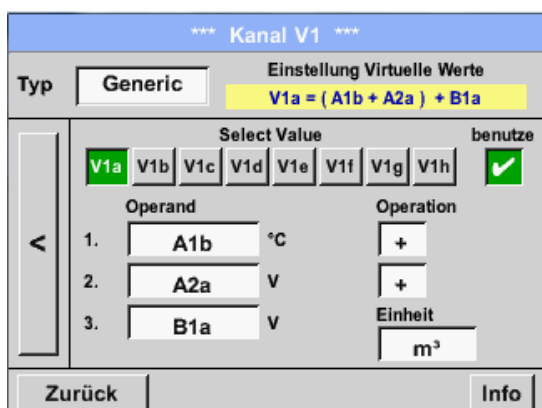 *** Kanal V1 ***
Typ Generic Einstellung Virtuelle Werte
V1a = ( A1b + A2a ) + B1a
Select Value benutze
V1a V1b V1c V1d V1e V1f V1g V1h
Operand Operation
< 1. A1b °C +
2. A2a V +
3. B1a V Einheit
m³
Zurück Info